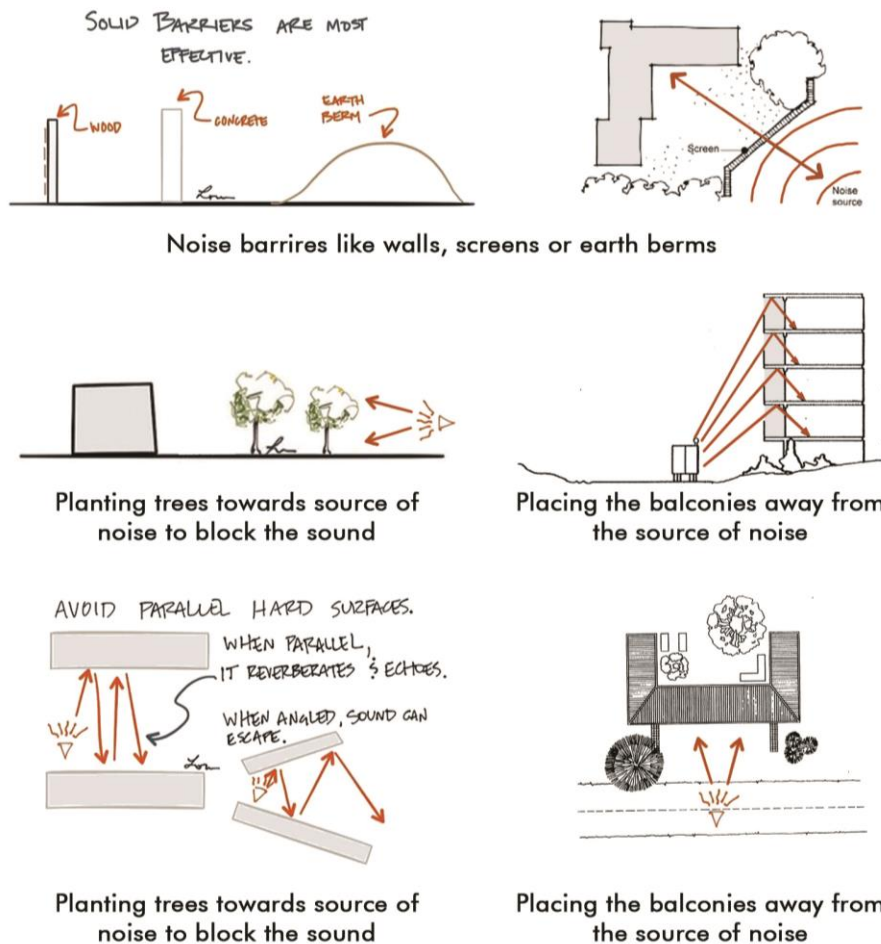 SOLID BARRIERS ARE MOST
EFFECTIVE.
WOOD
CONCRETE
EARTH
BERM
Screen
Noise
source
Noise barrires like walls, screens or earth berms
Planting trees towards source of
noise to block the sound
Placing the balconies away from
the source of noise
AVOID PARALLEL HARD SURFACES.
WHEN PARALLEL,
IT REVERBERATES & ECHOES.
WHEN ANGLED, SOUND CAN
ESCAPE.
Planting trees towards source of
noise to block the sound
Placing the balconies away from
the source of noise